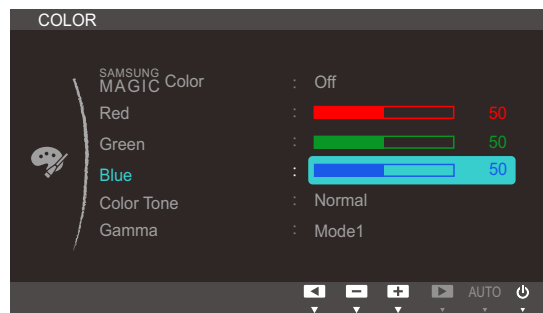 COLOR
SAMSUNG MAGIC Color : Off
Red : 50
Green : 50
Blue : 50
Color Tone : Normal
Gamma : Mode1
AUTO